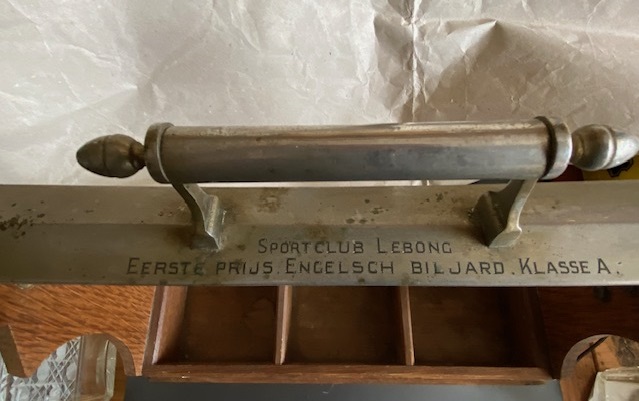 SPORTCLUB LEBONG
EERSTE PRIJS ENGELSCH BILJARD. KLASSE A.